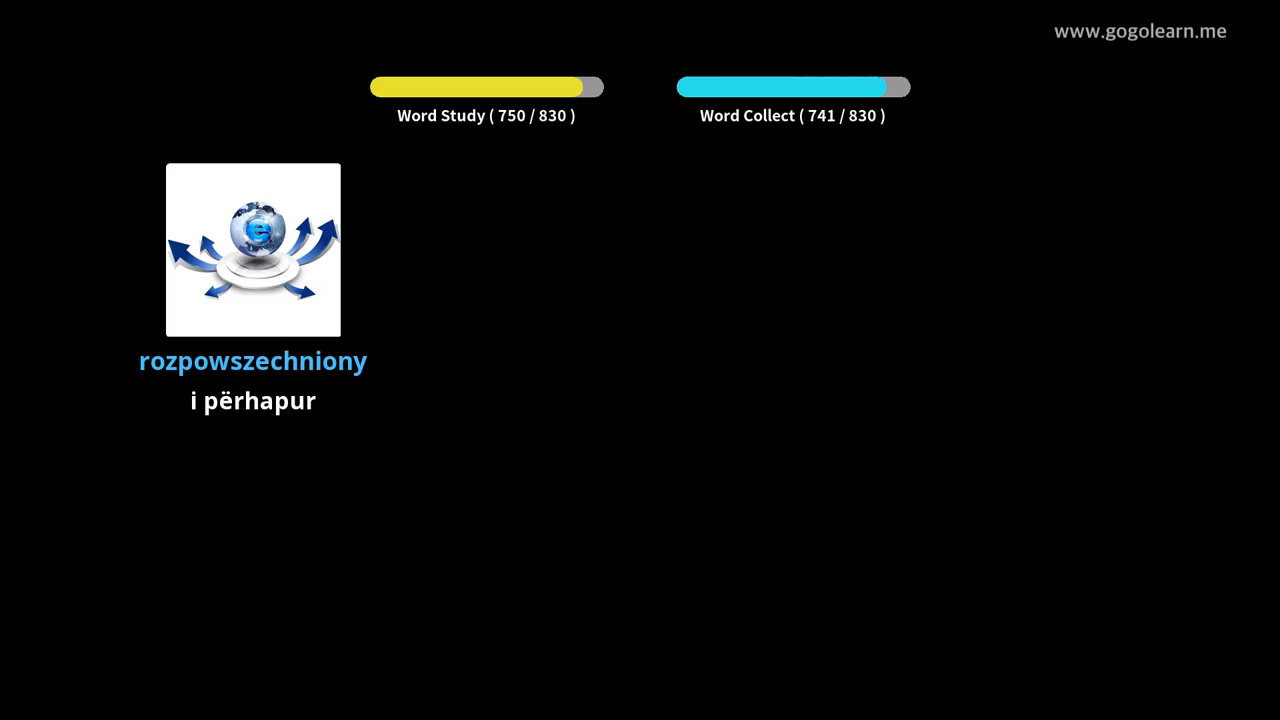 www.gogolearn.me
Word Study ( 750 / 830 )
Word Collect ( 741 / 830 )
e
rozpowszechniony
i përhapur